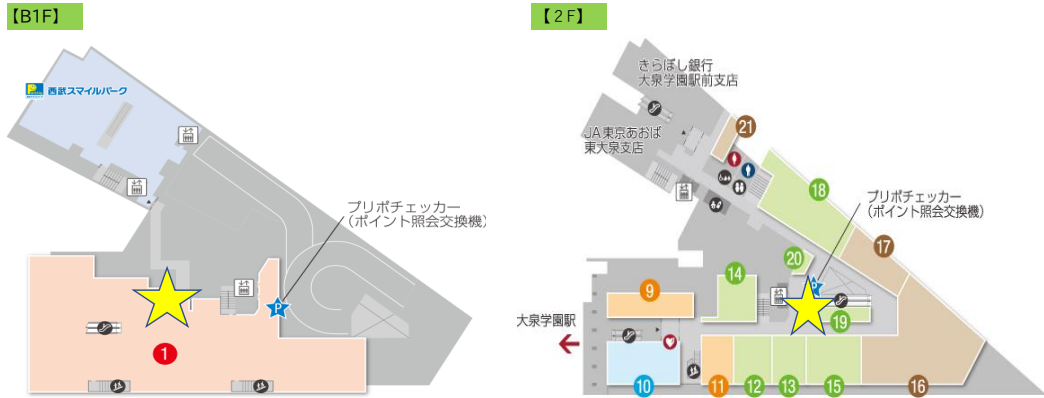 【B1F】
西武スマイルパーク
プリポチェッカー
(ポイント照会交換機)
P
1
【2F】
きらぼし銀行
大泉学園駅前支店
JA東京あおば
東大泉支店
21
18
プリポチェッカー
(ポイント照会交換機)
17
20
P
14
9
19
大泉学園駅
10
11
12
13
15
16